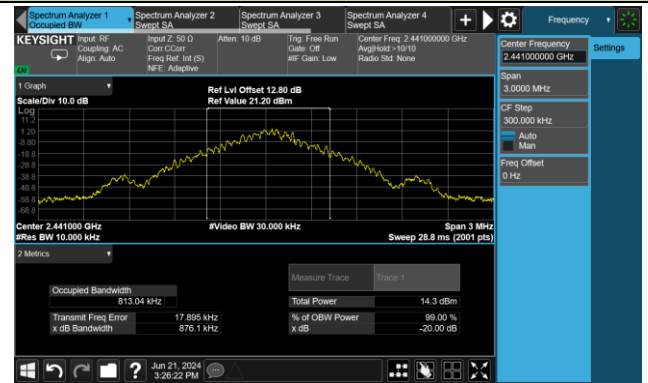 Spectrum Analyzer 1
Occupied BW
Spectrum Analyzer 2
Swept SA
Spectrum Analyzer 3
Swept SA
Spectrum Analyzer 4
Swept SA
Frequency
KEYSIGHT
Input: RF
Coupling: AC
Align: Auto
Input Z: 50 Ω
Corr CCorr
Freq Ref: Int (S)
NFE: Adaptive
Atten: 10 dB
Trig: Free Run
Gate: Off
#IF Gain: Low
Center Freq: 2.441000000 GHz
Avg|Hold:>10/10
Radio Std: None
Center Frequency
2.441000000 GHz
Settings
Span
3.0000 MHz
CF Step
300.000 kHz
Auto
Man
Freq Offset
0 Hz
1 Graph
Scale/Div 10.0 dB
Ref Lvl Offset 12.80 dB
Ref Value 21.20 dBm
Log
11.2
1.20
-8.80
-18.8
-28.8
-38.8
-48.8
-58.8
-68.8
Center 2.441000 GHz
#Video BW 30.000 kHz
Span 3 MHz
#Res BW 10.000 kHz
Sweep 28.8 ms (2001 pts)
2 Metrics
Measure Trace
Trace 1
Occupied Bandwidth
813.04 kHz
Total Power
14.3 dBm
Transmit Freq Error
17.895 kHz
% of OBW Power
99.00 %
x dB Bandwidth
876.1 kHz
x dB
-20.00 dB
Jun 21, 2024
3:26:22 PM